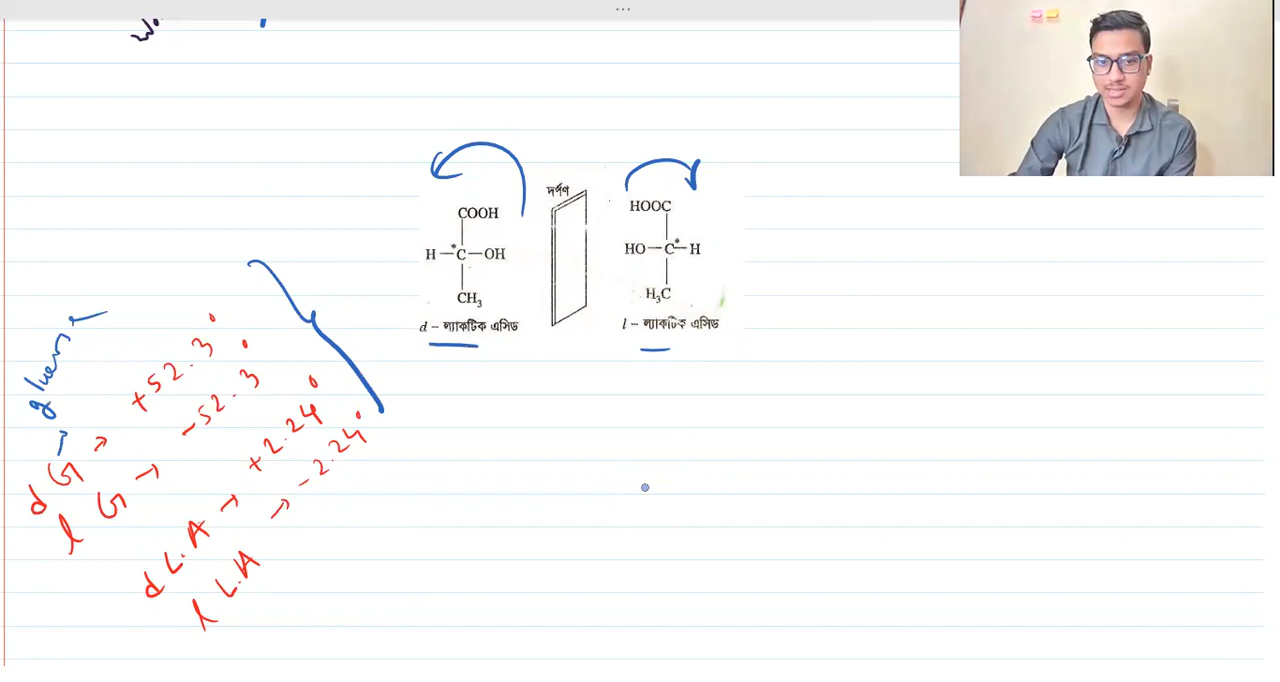 দর্পণ
COOH
H — *C — OH
CH₃
d – ল্যাকটিক এসিড
HOOC
HO — C* — H
H₃C
l – ল্যাকটিক এসিড
d G → +52.3°
l G → -52.3°
d L.A → +2.24°
l L.A → -2.24°